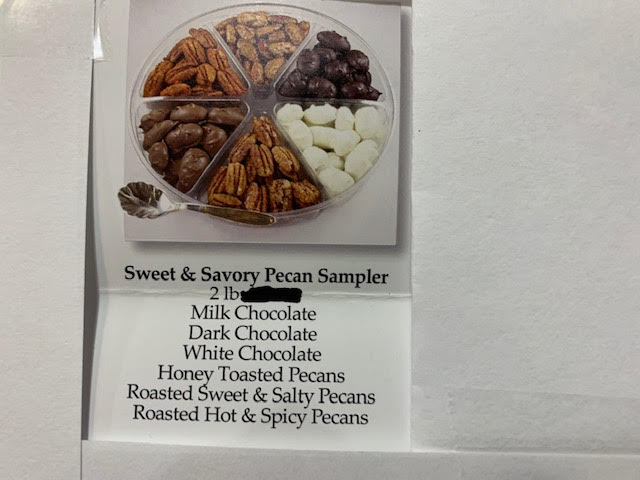 Sweet & Savory Pecan Sampler
2 lb
Milk Chocolate
Dark Chocolate
White Chocolate
Honey Toasted Pecans
Roasted Sweet & Salty Pecans
Roasted Hot & Spicy Pecans